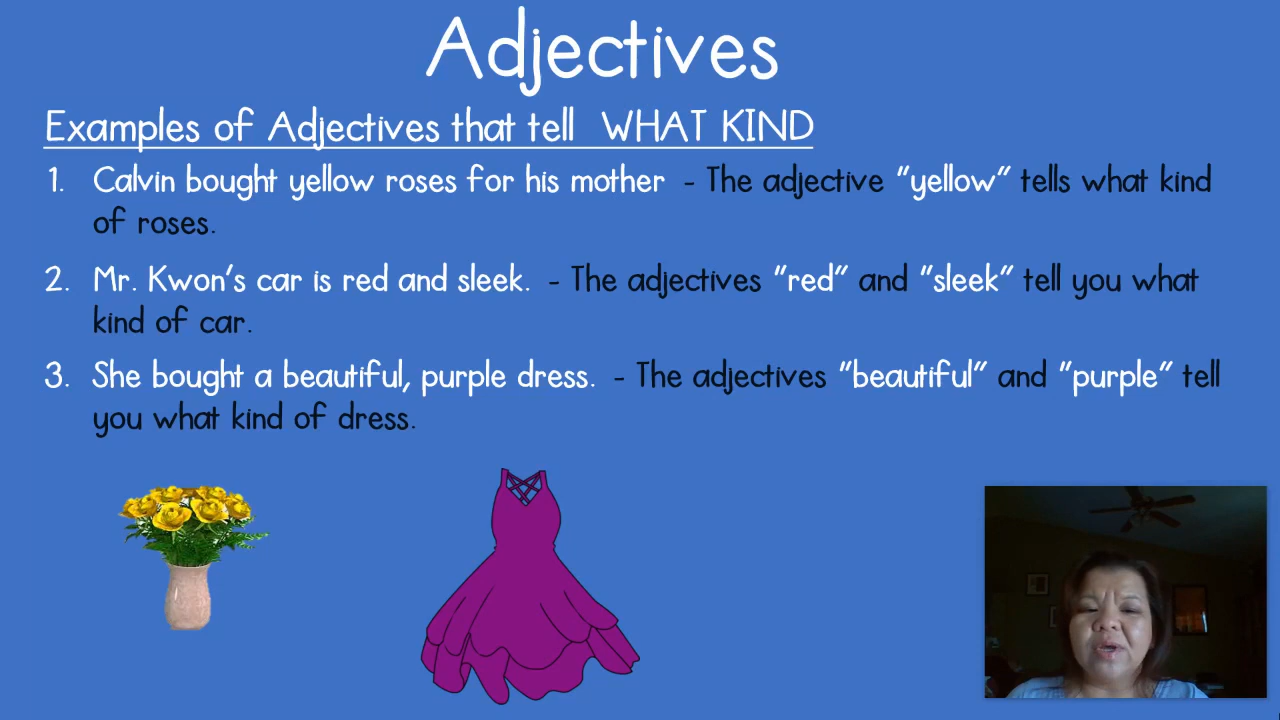 Adjectives
Examples of Adjectives that tell WHAT KIND
1. Calvin bought yellow roses for his mother - The adjective "yellow" tells what kind
of roses.
2. Mr. Kwon's car is red and sleek. - The adjectives "red" and "sleek" tell you what
kind of car.
3. She bought a beautiful, purple dress. - The adjectives "beautiful" and "purple" tell
you what kind of dress.